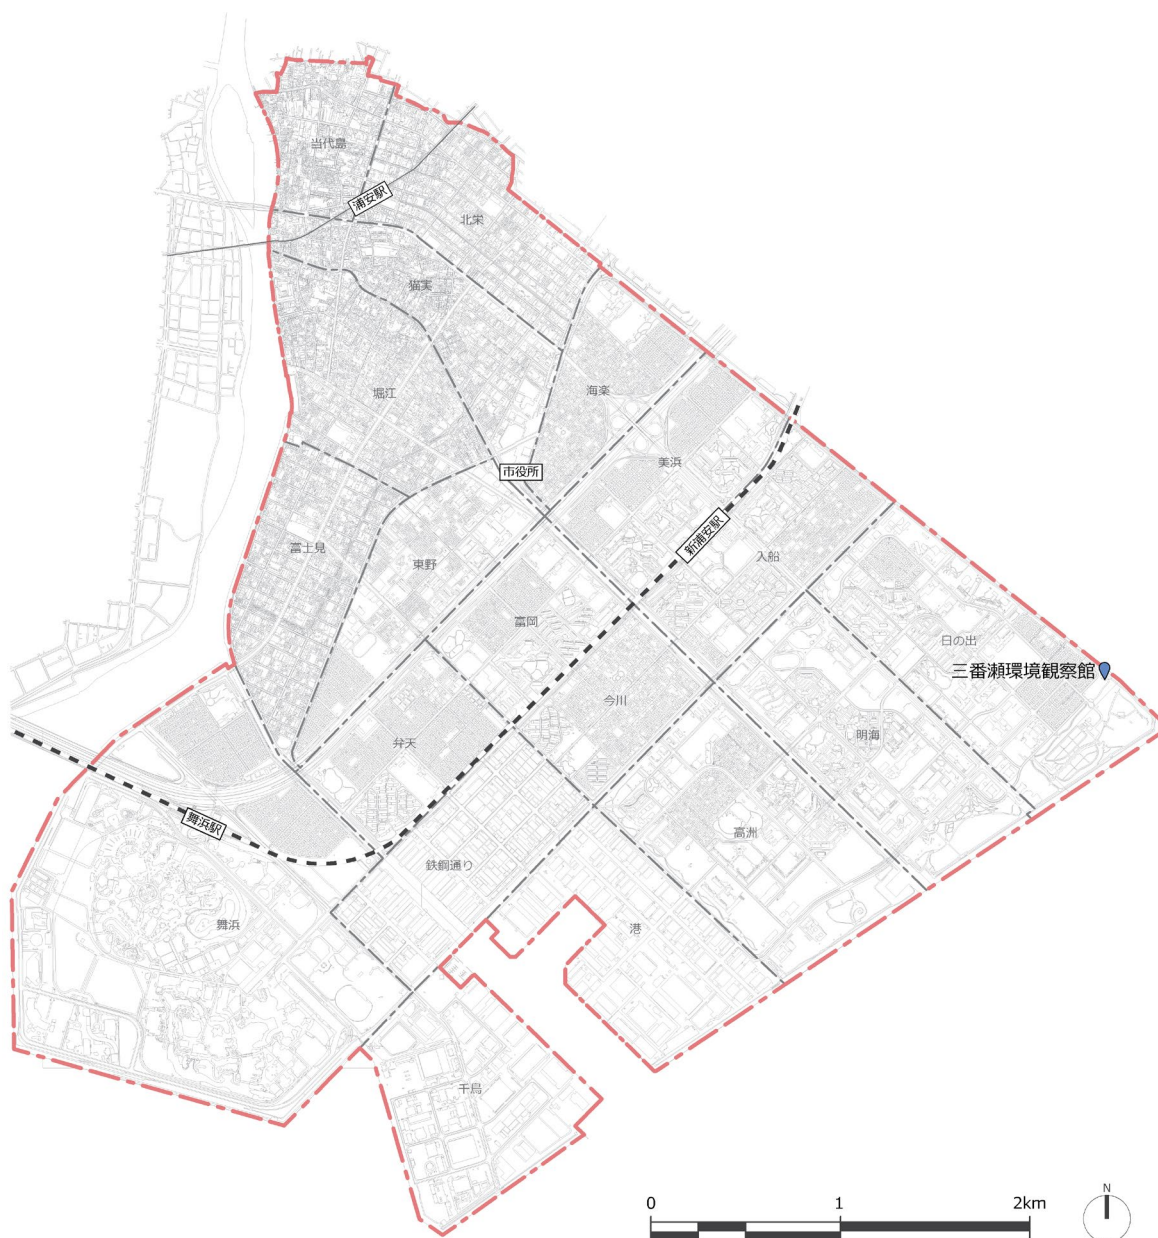 当代島
浦安駅
北栄
猫実
堀江
海楽
市役所
美浜
富士見
東野
新浦安駅
入船
富岡
日の出
三番瀬環境観察館
今川
明海
弁天
舞浜駅
高洲
鉄鋼通り
舞浜
港
千鳥
0
1
2km
N